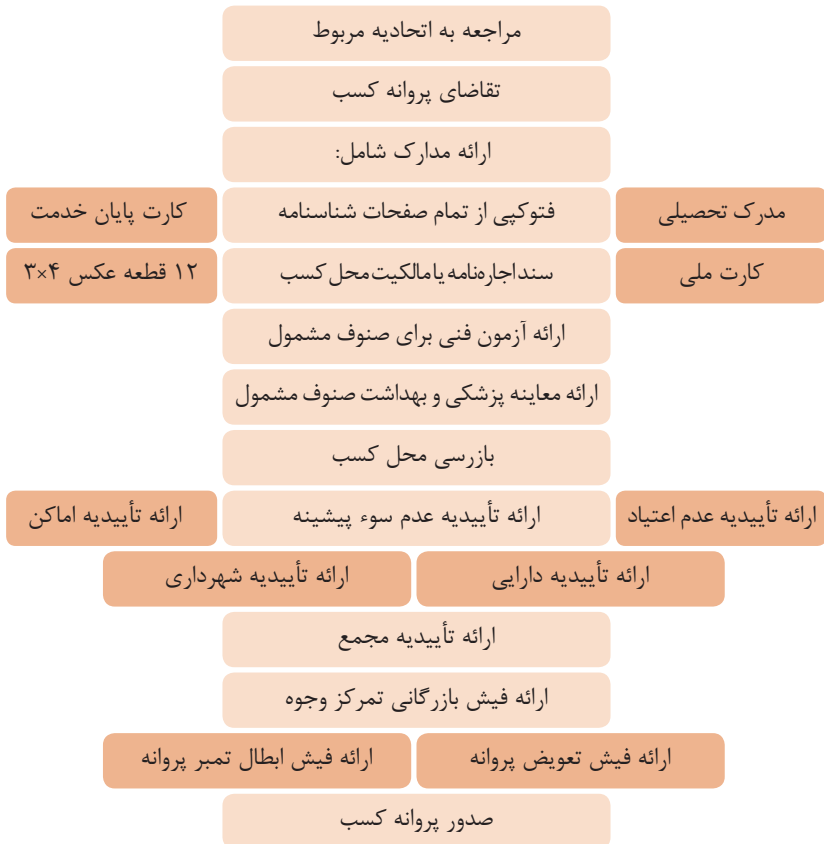 مراجعه به اتحادیه مربوط
تقاضای پروانه کسب
ارائه مدارک شامل:
مدرک تحصیلی
فتوکپی از تمام صفحات شناسنامه
کارت پایان خدمت
کارت ملی
سند اجاره‌نامه یا مالکیت محل کسب
۱۲ قطعه عکس ۴×۳
ارائه آزمون فنی برای صنوف مشمول
ارائه معاینه پزشکی و بهداشت صنوف مشمول
بازرسی محل کسب
ارائه تأییدیه عدم اعتیاد
ارائه تأییدیه عدم سوء پیشینه
ارائه تأییدیه اماکن
ارائه تأییدیه دارایی
ارائه تأییدیه شهرداری
ارائه تأییدیه مجمع
ارائه فیش بازرگانی تمرکز وجوه
ارائه فیش تعویض پروانه
ارائه فیش ابطال تمبر پروانه
صدور پروانه کسب